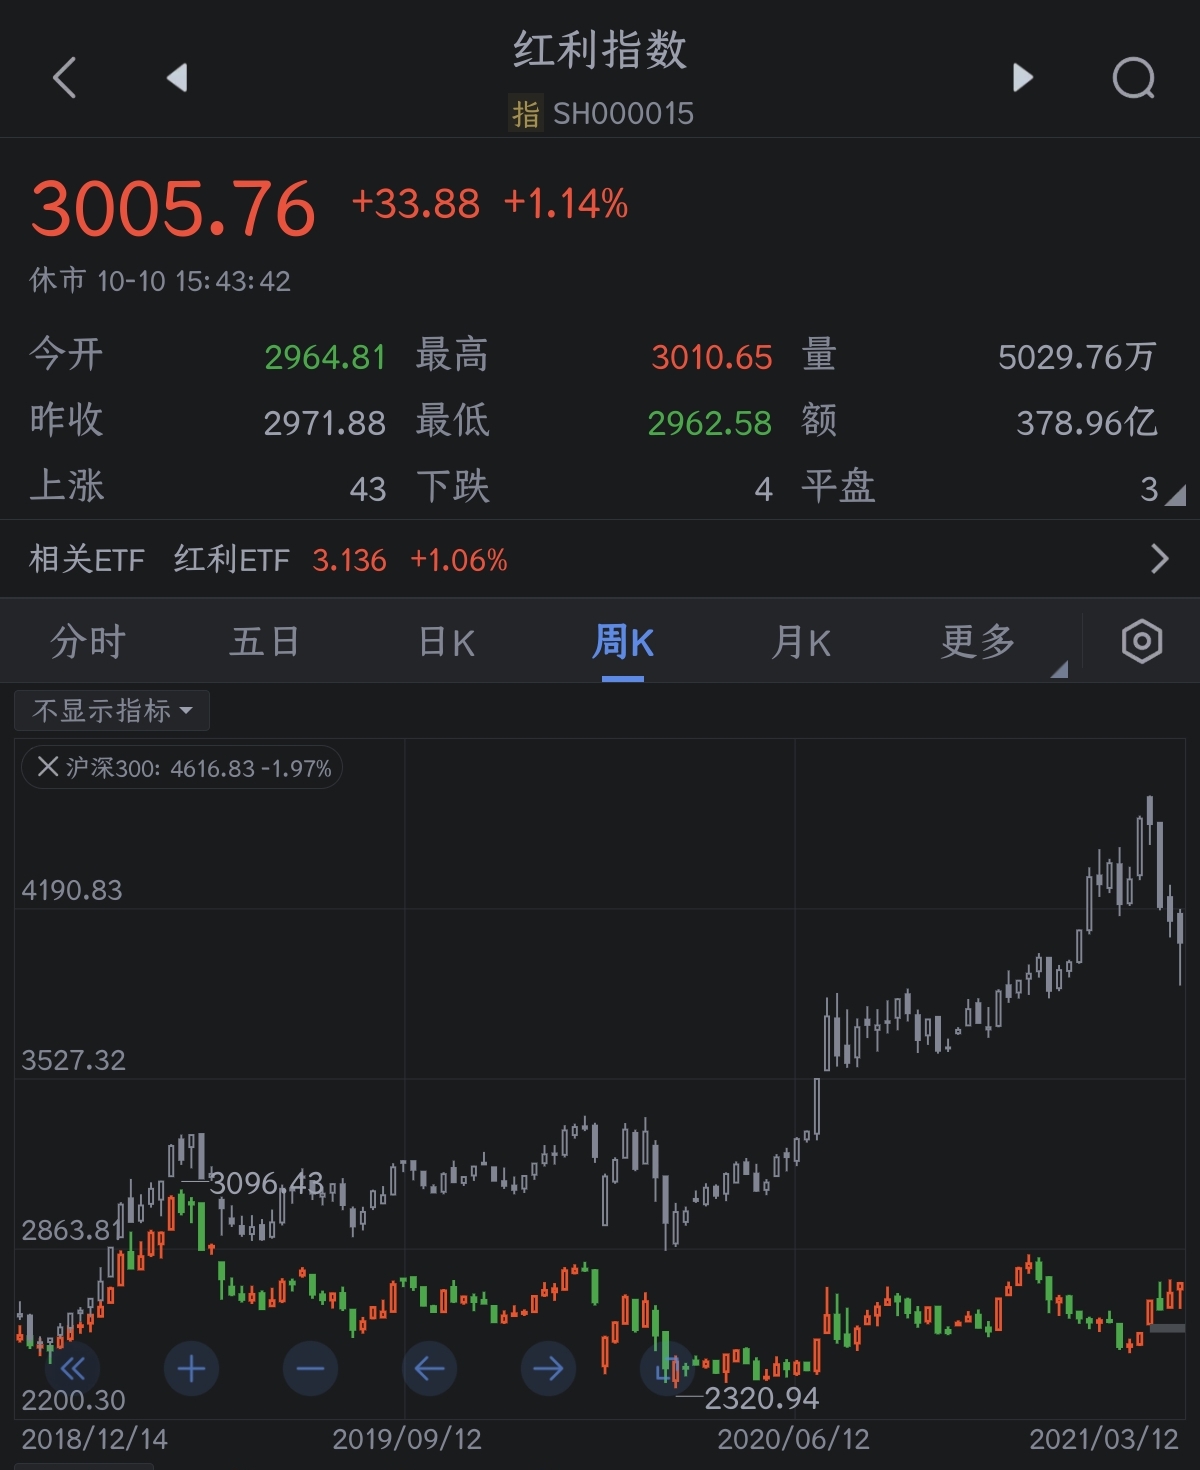 红利指数
指 SH000015
3005.76 +33.88 +1.14%
休市 10-10 15:43:42
今开 2964.81 最高 3010.65 量 5029.76万
昨收 2971.88 最低 2962.58 额 378.96亿
上涨 43 下跌 4 平盘 3
相关ETF 红利ETF 3.136 +1.06%
分时 五日 日K 周K 月K 更多
不显示指标
沪深300: 4616.83 -1.97%
4190.83
3527.32
3096.43
2863.81
2320.94
2200.30
2018/12/14 2019/09/12 2020/06/12 2021/03/12